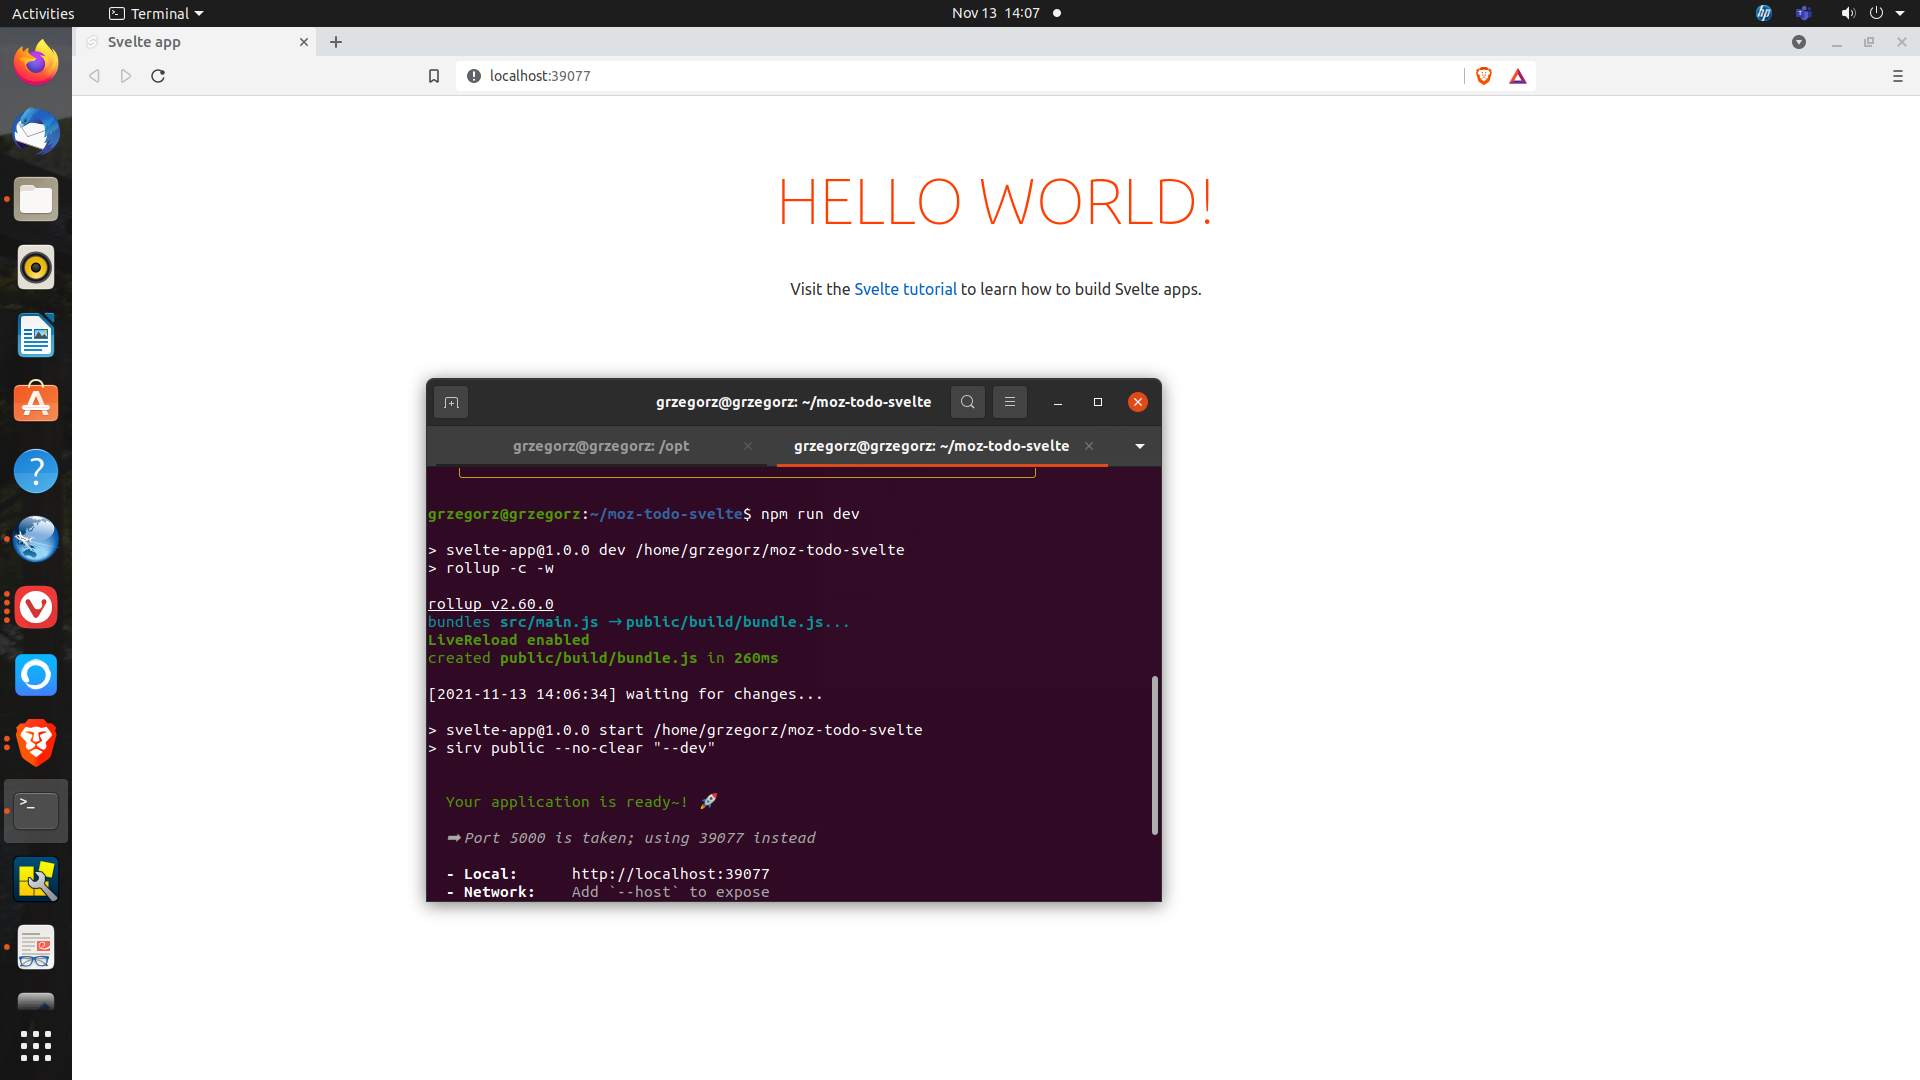 Activities
Terminal
Nov 13 14:07
Svelte app
localhost:39077
HELLO WORLD!
Visit the Svelte tutorial to learn how to build Svelte apps.
grzegorz@grzegorz: ~/moz-todo-svelte
grzegorz@grzegorz: /opt
grzegorz@grzegorz: ~/moz-todo-svelte
grzegorz@grzegorz:~/moz-todo-svelte$ npm run dev
> svelte-app@1.0.0 dev /home/grzegorz/moz-todo-svelte
> rollup -c -w
rollup v2.60.0
bundles src/main.js → public/build/bundle.js...
LiveReload enabled
created public/build/bundle.js in 260ms
[2021-11-13 14:06:34] waiting for changes...
> svelte-app@1.0.0 start /home/grzegorz/moz-todo-svelte
> sirv public --no-clear "--dev"
Your application is ready~! 🚀
➡ Port 5000 is taken; using 39077 instead
- Local: http://localhost:39077
- Network: Add `--host` to expose